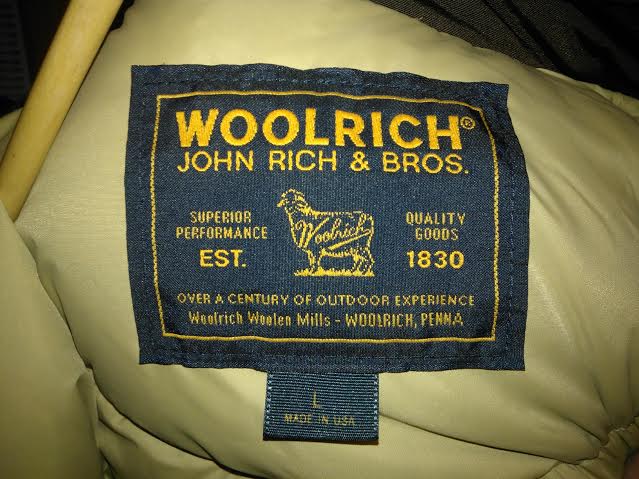 WOOLRICH®
JOHN RICH & BROS.
SUPERIOR PERFORMANCE
QUALITY GOODS
Woolrich
EST. 1830
OVER A CENTURY OF OUTDOOR EXPERIENCE
Woolrich Woolen Mills - WOOLRICH, PENNA
L
MADE IN USA